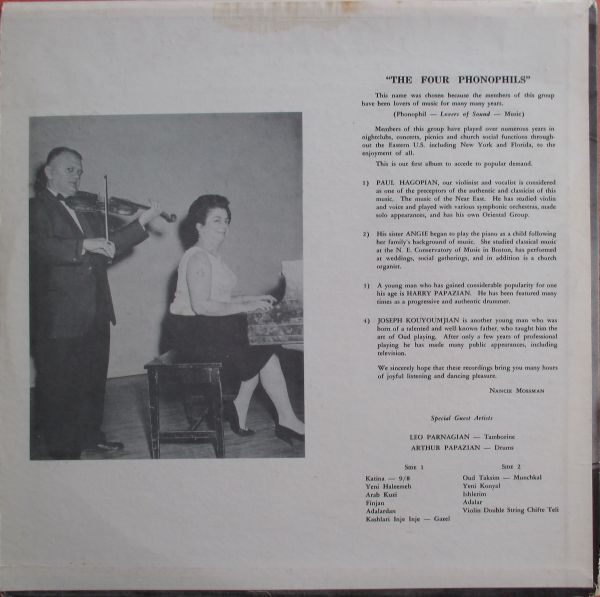 "THE FOUR PHONOPHILS"
This name was chosen because the members of this group
have been lovers of music for many many years.
(Phonophil — Lovers of Sound — Music)
Members of this group have played over numerous years in
nightclubs, concerts, picnics and church social functions through-
out the Eastern U.S. including New York and Florida, to the
enjoyment of all.
This is our first album to accede to popular demand.
1) PAUL HAGOPIAN, our violinist and vocalist is considered
as one of the preceptors of the authentic and classicist of this
music. The music of the Near East. He has studied violin
and voice and played with various symphonic orchestras, made
solo appearances, and has his own Oriental Group.
2) His sister ANGIE began to play the piano as a child following
her family's background of music. She studied classical music
at the N. E. Conservatory of Music in Boston, has performed
at weddings, social gatherings, and in addition is a church
organist.
3) A young man who has gained considerable popularity for one
his age is HARRY PAPAZIAN. He has been featured many
times as a progressive and authentic drummer.
4) JOSEPH KOUYOUMJIAN is another young man who was
born of a talented and well known father, who taught him the
art of Oud playing. After only a few years of professional
playing he has made many public appearances, including
television.
We sincerely hope that these recordings bring you many hours
of joyful listening and dancing pleasure.
NANCIE MOSSMAN
Special Guest Artists
LEO PARNAGIAN — Tamborine
ARTHUR PAPAZIAN — Drums
Side 1
Katina — 9/8
Yeni Haleemeh
Arab Kuzi
Finjan
Adalardan
Kashlari Inje Inje — Gazel
Side 2
Oud Taksim — Munchkal
Yeni Konyal
Ishlerim
Adalar
Violin Double String Chifte Teli